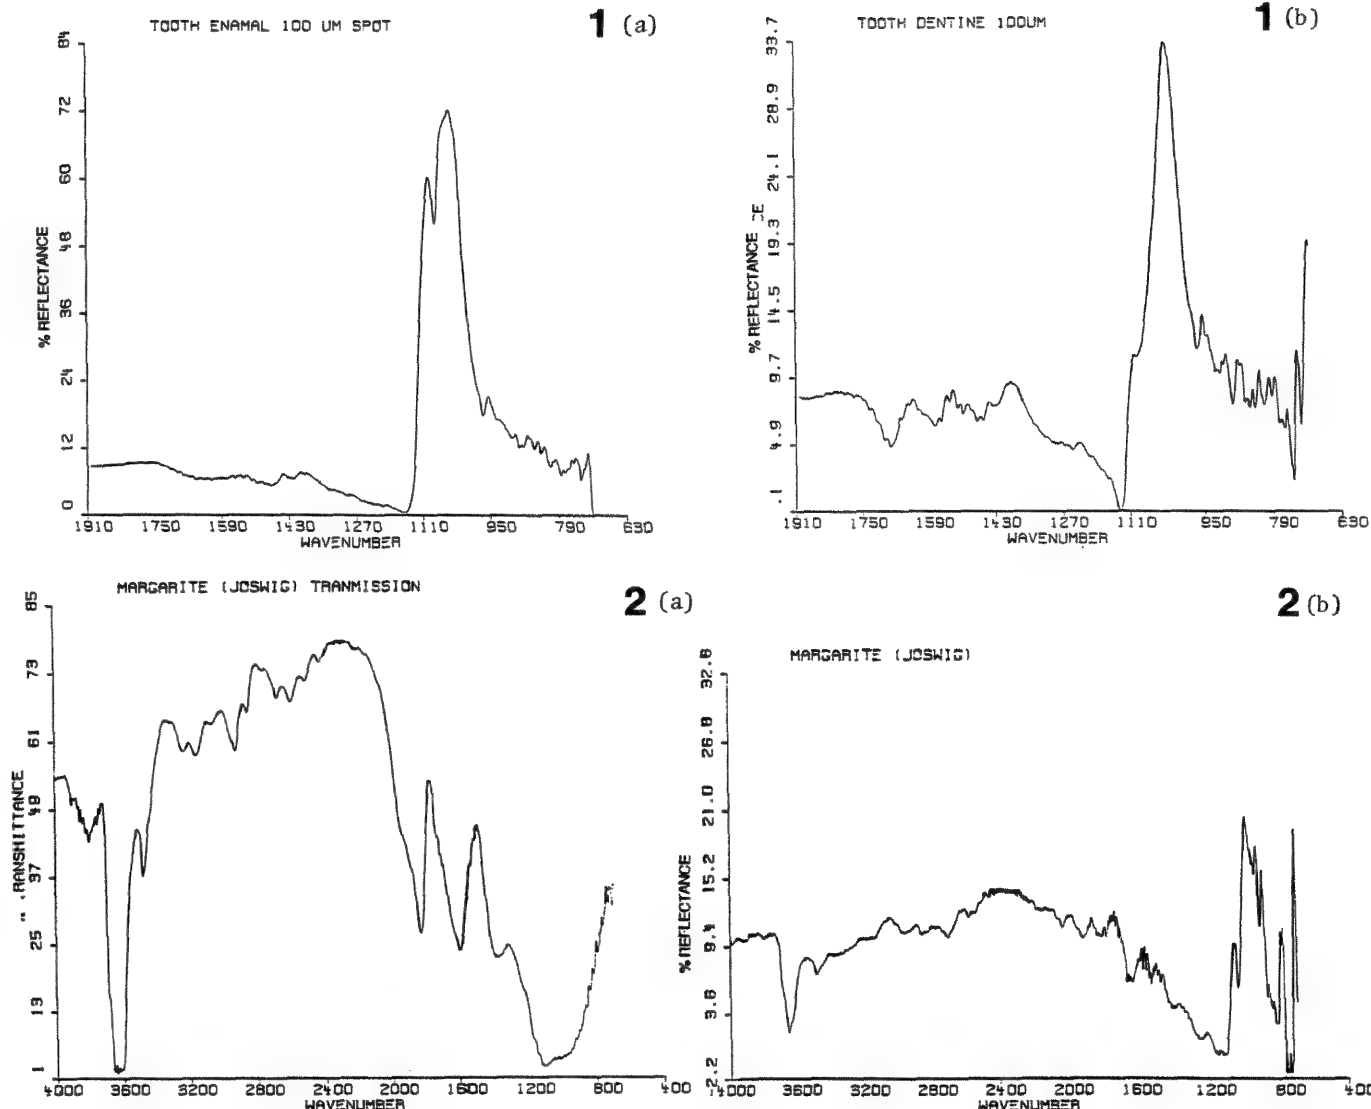 TOOTH ENAMAL 100 UM SPOT
1 (a)
84
72
60
48
36
24
12
0
% REFLECTANCE
1910 1750 1590 1430 1270 1110 950 790 630
WAVENUMBER
TOOTH DENTINE 100UM
1 (b)
33.7
28.9
24.1
19.3
14.5
9.7
4.9
.1
% REFLECTANCE
CE
1910 1750 1590 1430 1270 1110 950 790 630
WAVENUMBER
MARGARITE (JOSWIG) TRANMISSION
2 (a)
85
73
61
49
37
25
13
1
RANSMITTANCE
4000 3600 3200 2800 2400 2000 1600 1200 800 400
WAVENUMBER
MARGARITE (JOSWIG)
2 (b)
32.6
26.8
21.0
15.2
9.4
3.6
-2.2
% REFLECTANCE
4000 3600 3200 2800 2400 2000 1600 1200 800 400
WAVENUMBER